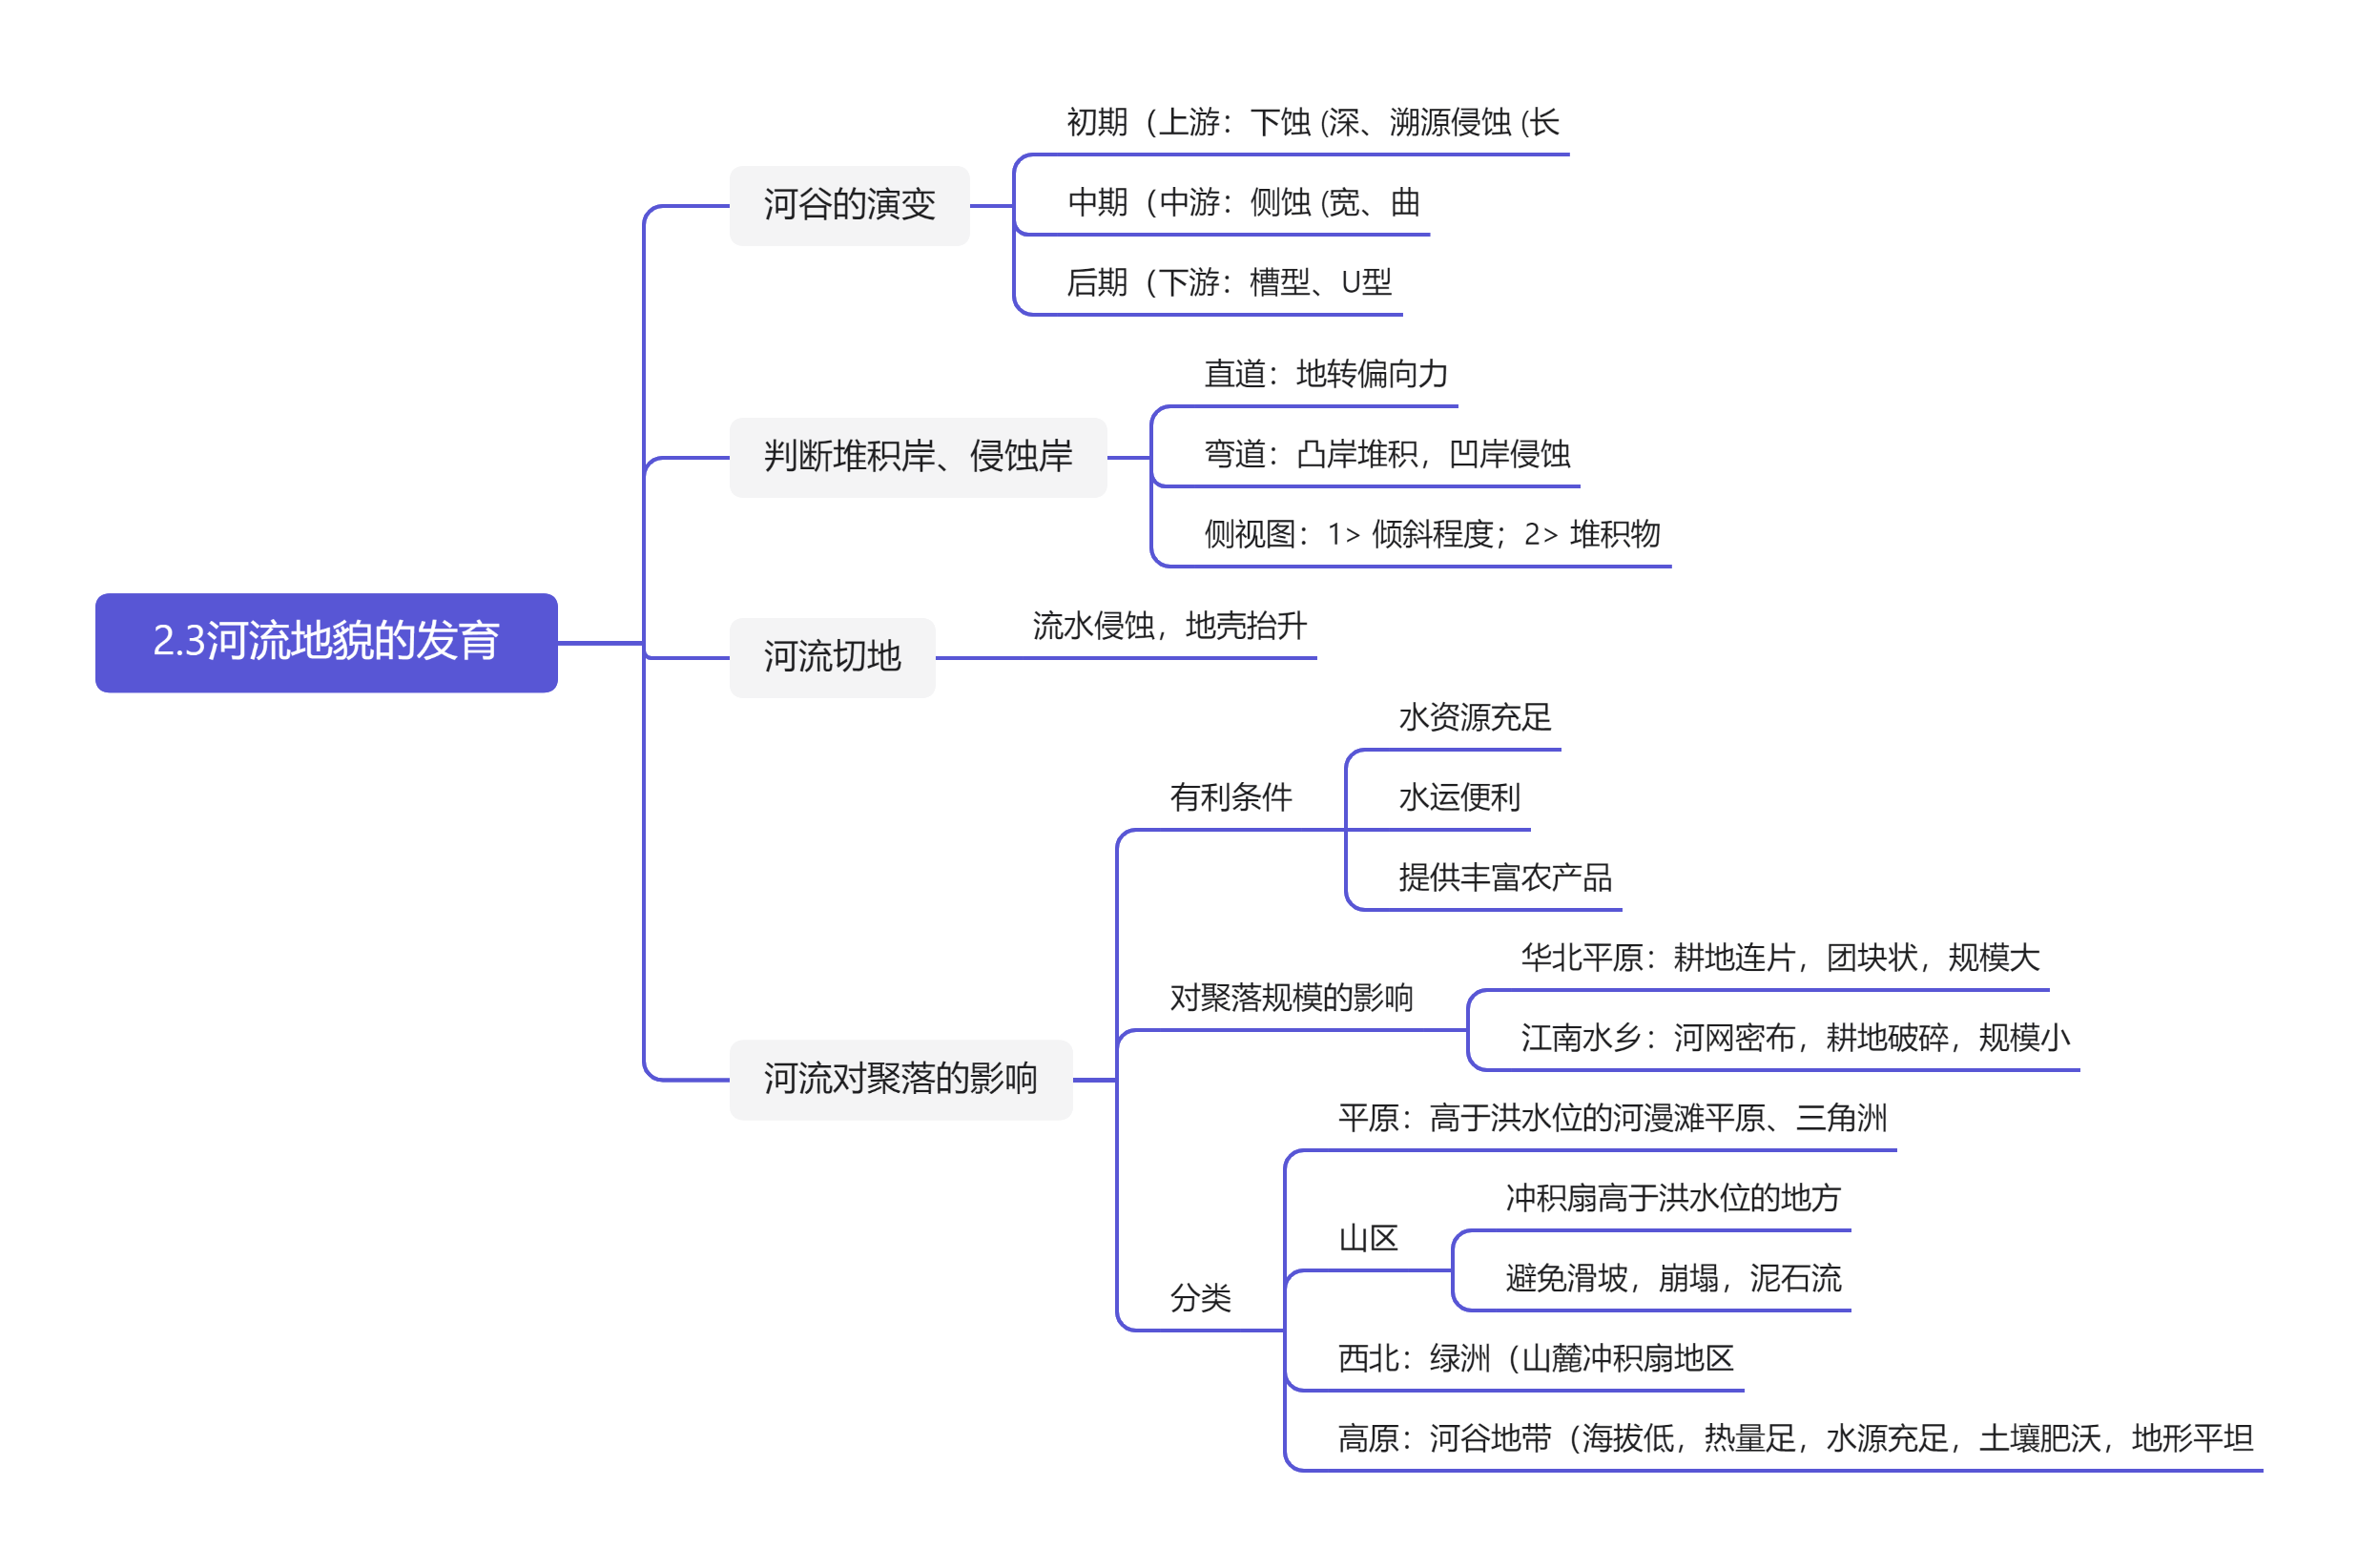 2.3河流地貌的发育
河谷的演变
初期（上游：下蚀 (深、溯源侵蚀 (长
中期（中游：侧蚀 (宽、曲
后期（下游：槽型、U型
判断堆积岸、侵蚀岸
直道：地转偏向力
弯道：凸岸堆积，凹岸侵蚀
侧视图：1> 倾斜程度；2> 堆积物
河流切地
流水侵蚀，地壳抬升
河流对聚落的影响
有利条件
水资源充足
水运便利
提供丰富农产品
对聚落规模的影响
华北平原：耕地连片，团块状，规模大
江南水乡：河网密布，耕地破碎，规模小
分类
平原：高于洪水位的河漫滩平原、三角洲
山区
冲积扇高于洪水位的地方
避免滑坡，崩塌，泥石流
西北：绿洲（山麓冲积扇地区
高原：河谷地带（海拔低，热量足，水源充足，土壤肥沃，地形平坦